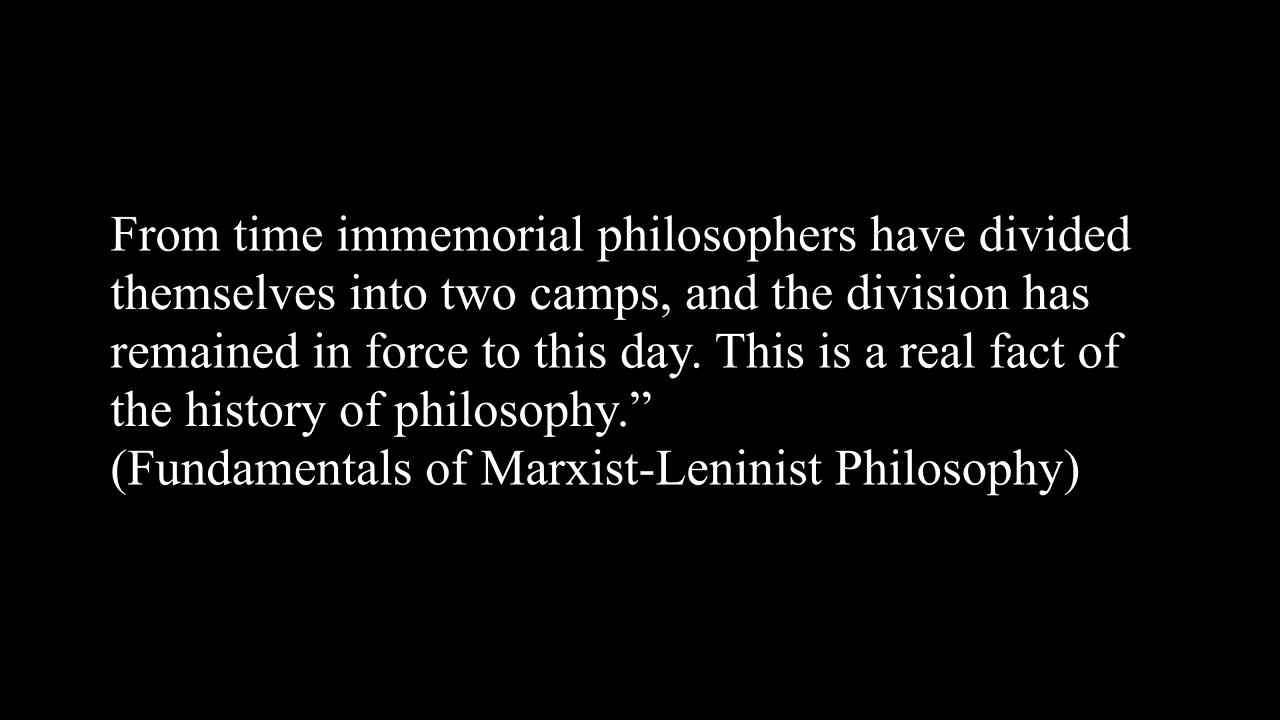 From time immemorial philosophers have divided
themselves into two camps, and the division has
remained in force to this day. This is a real fact of
the history of philosophy.”
(Fundamentals of Marxist-Leninist Philosophy)